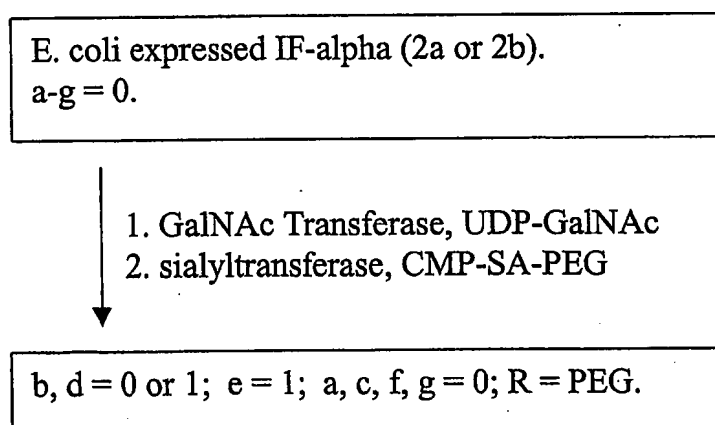 E. coli expressed IF-alpha (2a or 2b).
a-g = 0.
1. GalNAc Transferase, UDP-GalNAc
2. sialyltransferase, CMP-SA-PEG
b, d = 0 or 1; e = 1; a, c, f, g = 0; R = PEG.